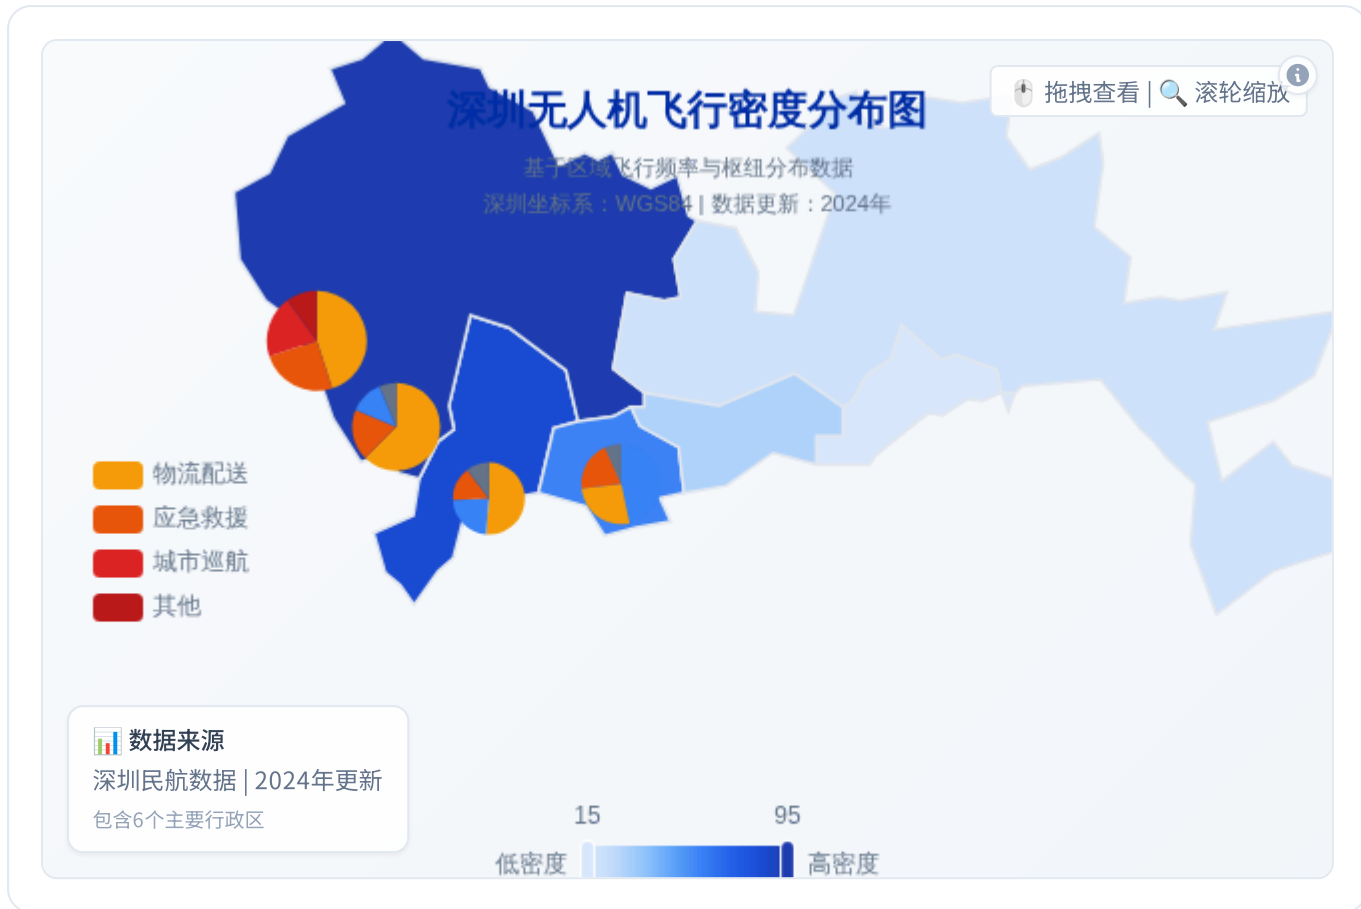 深圳无人机飞行密度分布图
基于区域飞行频率与枢纽分布数据
深圳坐标系：WGS84 | 数据更新：2024年
拖拽查看 | 滚轮缩放
物流配送
应急救援
城市巡航
其他
数据来源
深圳民航数据 | 2024年更新
包含6个主要行政区
15 95
低密度 高密度